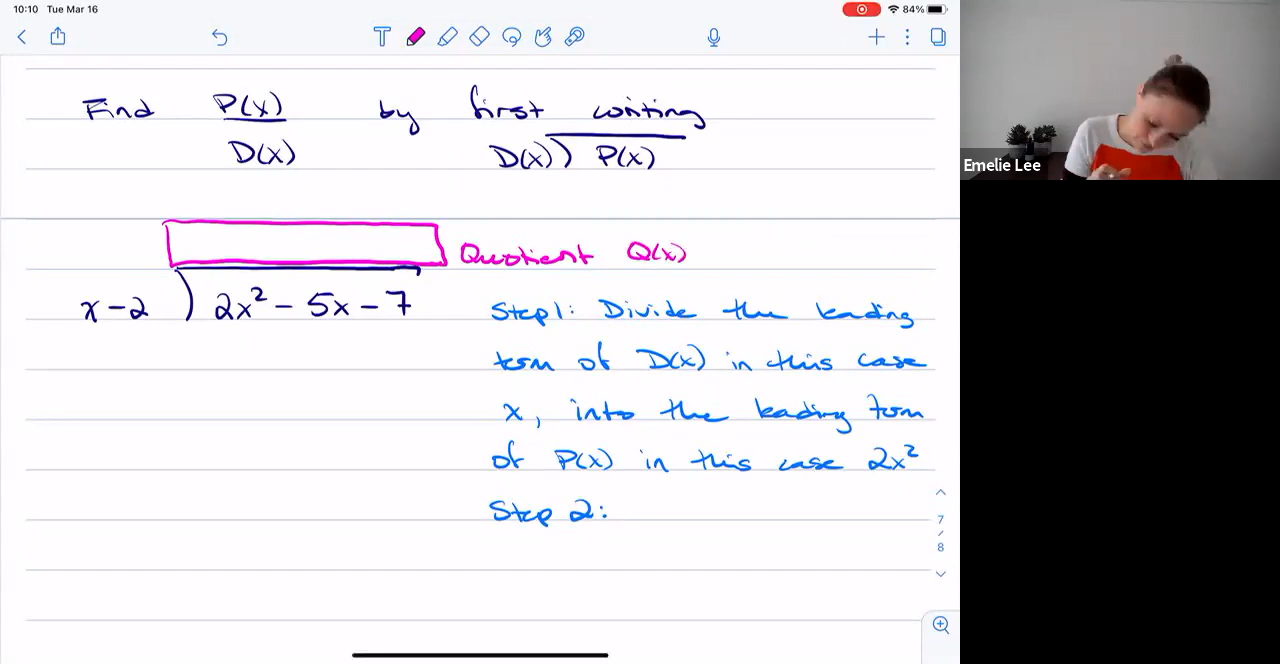 10:10 Tue Mar 16
84%
Find P(x)/D(x) by first writing D(x)) P(x)
Quotient Q(x)
x-2 ) 2x² - 5x - 7
Step1: Divide the leading
term of D(x) in this case
x, into the leading term
of P(x) in this case 2x²
Step 2:
7
/
8
Emelie Lee